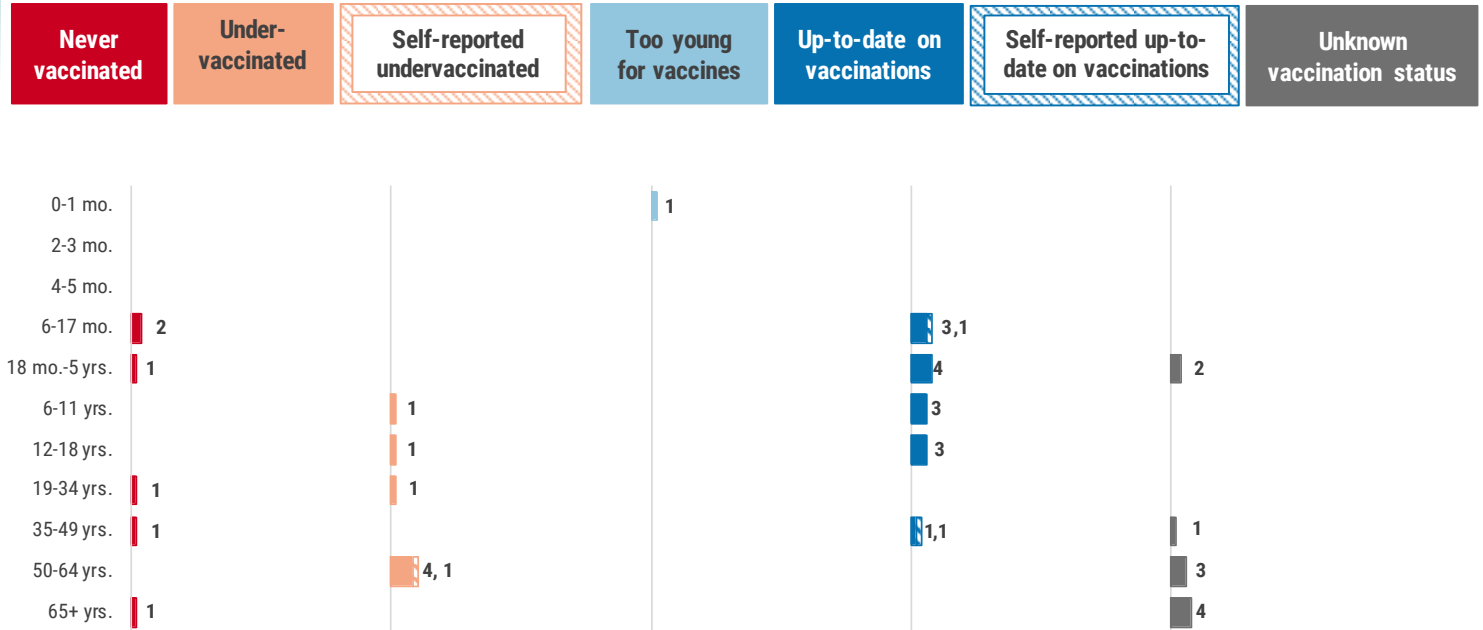 Never
vaccinated
Under-
vaccinated
Self-reported
undervaccinated
Too young
for vaccines
Up-to-date on
vaccinations
Self-reported up-to-
date on vaccinations
Unknown
vaccination status
0-1 mo. 1
2-3 mo.
4-5 mo.
6-17 mo. 2 3,1
18 mo.-5 yrs. 1 4 2
6-11 yrs. 1 3
12-18 yrs. 1 3
19-34 yrs. 1 1
35-49 yrs. 1 1,1 1
50-64 yrs. 4, 1 3
65+ yrs. 1 4